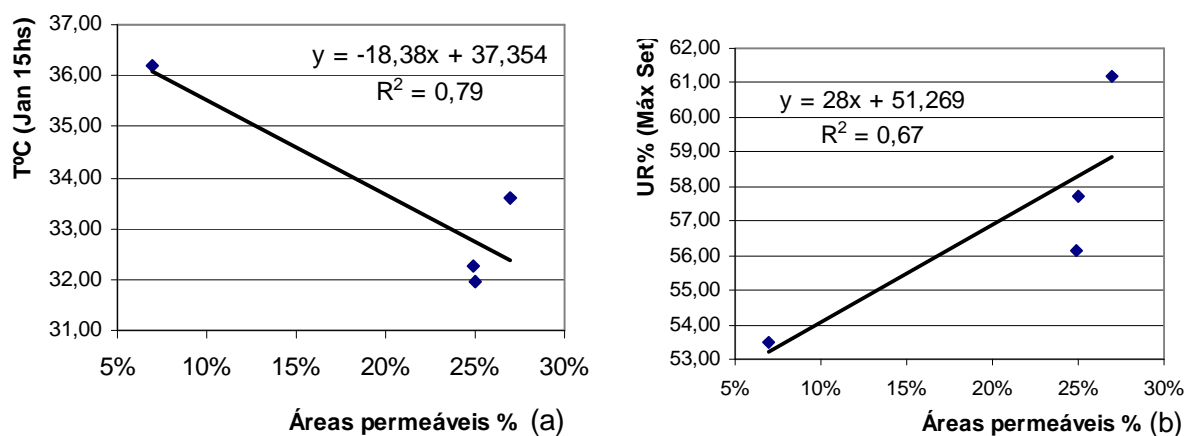 TºC (Jan 15hs)
37,00
36,00
35,00
34,00
33,00
32,00
31,00
y = -18,38x + 37,354
R² = 0,79
5% 10% 15% 20% 25% 30%
Áreas permeáveis % (a)
UR% (Máx Set)
62,00
61,00
60,00
59,00
58,00
57,00
56,00
55,00
54,00
53,00
y = 28x + 51,269
R² = 0,67
5% 10% 15% 20% 25% 30%
Áreas permeáveis % (b)